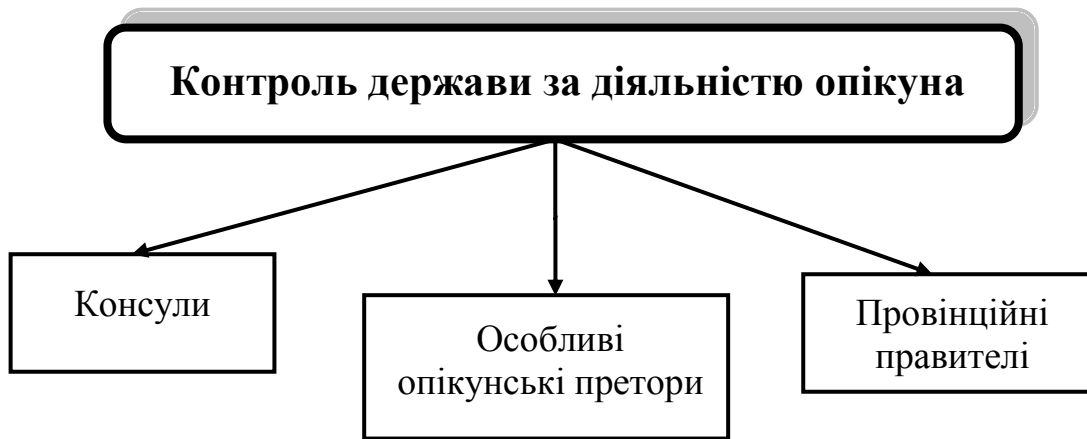 Контроль держави за діяльністю опікуна
Консули
Особливі
опікунські претори
Провінційні
правителі